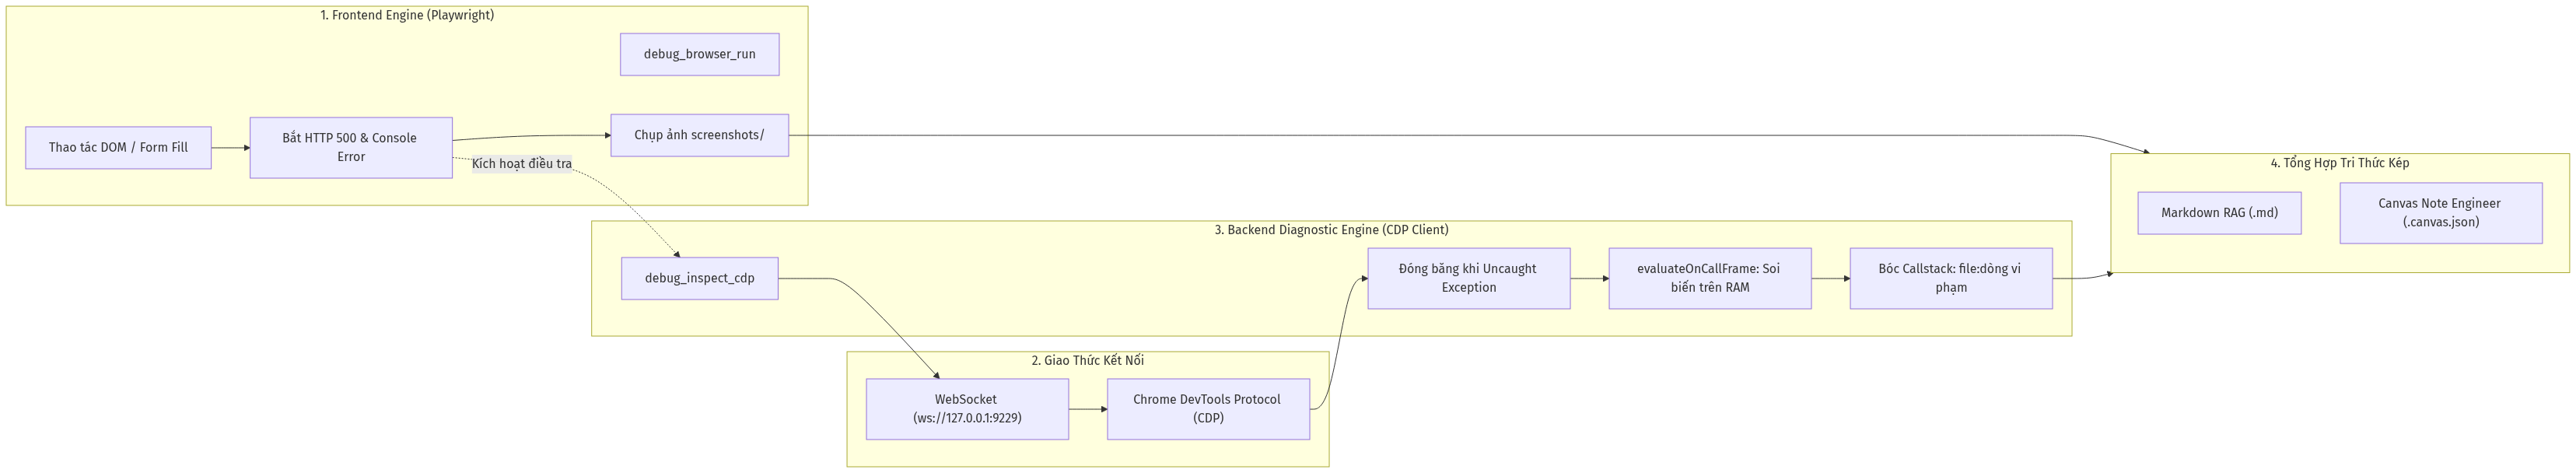 1. Frontend Engine (Playwright)
debug_browser_run
Thao tác DOM / Form Fill
Bắt HTTP 500 & Console
Error
Chụp ảnh screenshots/
Kích hoạt điều tra
3. Backend Diagnostic Engine (CDP Client)
debug_inspect_cdp
Đóng băng khi Uncaught
Exception
evaluateOnCallFrame: Soi
biến trên RAM
Bóc Callstack: file:dòng vi
phạm
2. Giao Thức Kết Nối
WebSocket
(ws://127.0.0.1:9229)
Chrome DevTools Protocol
(CDP)
4. Tổng Hợp Tri Thức Kép
Markdown RAG (.md)
Canvas Note Engineer
(.canvas.json)